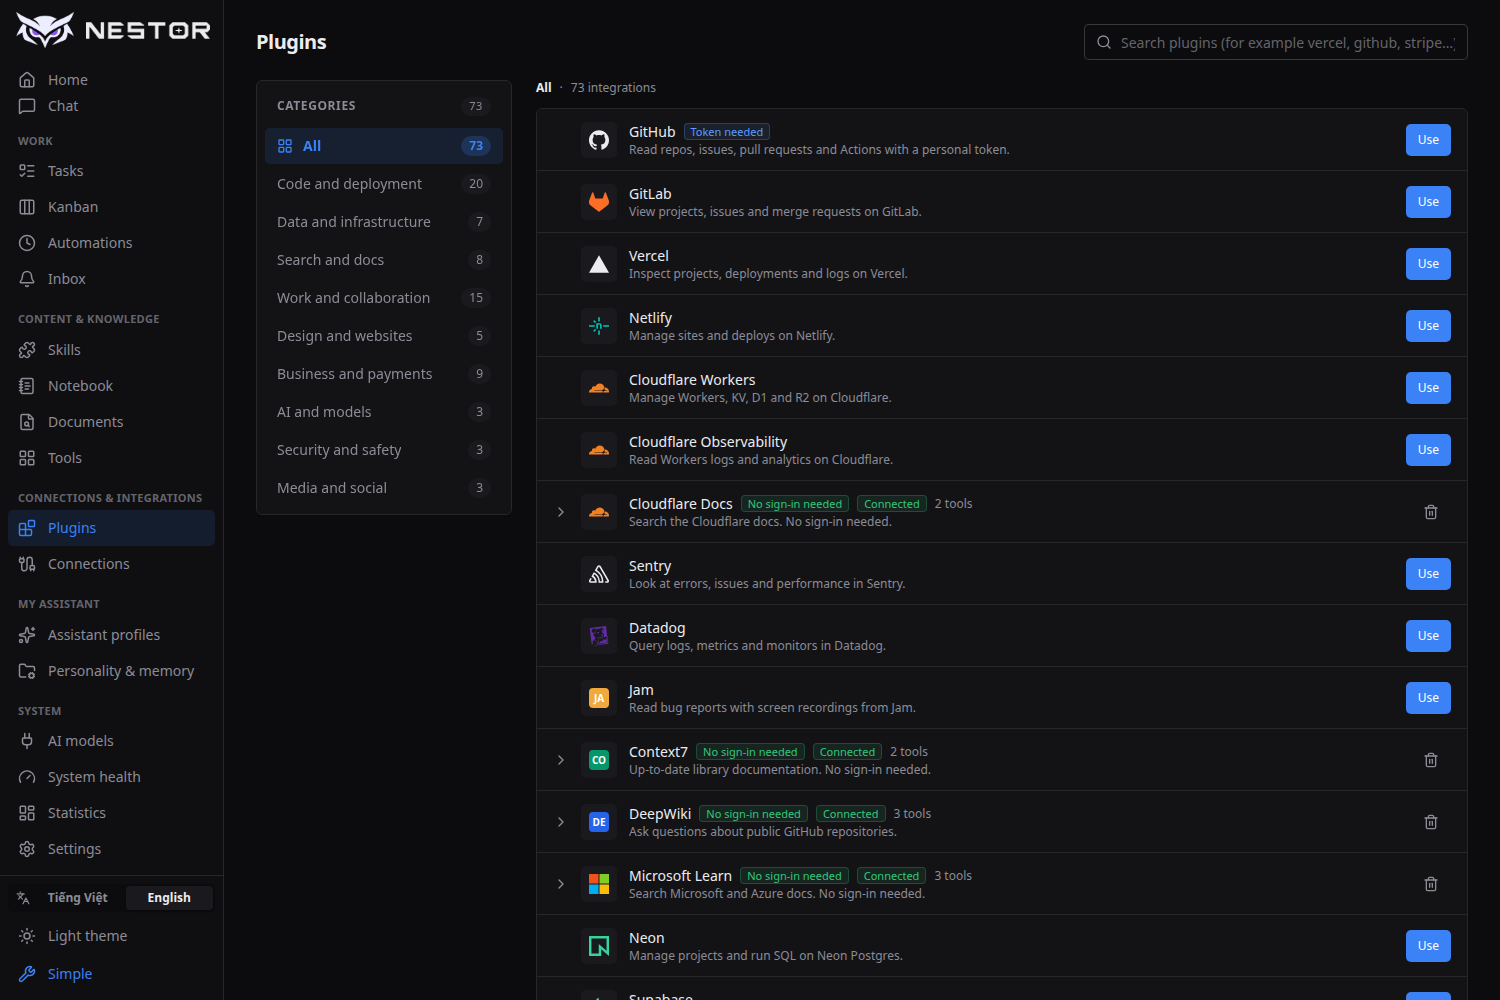 NESTOR
Home
Chat
WORK
Tasks
Kanban
Automations
Inbox
CONTENT & KNOWLEDGE
Skills
Notebook
Documents
Tools
CONNECTIONS & INTEGRATIONS
Plugins
Connections
MY ASSISTANT
Assistant profiles
Personality & memory
SYSTEM
AI models
System health
Statistics
Settings
Tiếng Việt English
Light theme
Simple
Plugins
Search plugins (for example vercel, github, stripe...)
CATEGORIES 73
All 73
Code and deployment 20
Data and infrastructure 7
Search and docs 8
Work and collaboration 15
Design and websites 5
Business and payments 9
AI and models 3
Security and safety 3
Media and social 3
All · 73 integrations
GitHub Token needed
Read repos, issues, pull requests and Actions with a personal token.
Use
GitLab
View projects, issues and merge requests on GitLab.
Use
Vercel
Inspect projects, deployments and logs on Vercel.
Use
Netlify
Manage sites and deploys on Netlify.
Use
Cloudflare Workers
Manage Workers, KV, D1 and R2 on Cloudflare.
Use
Cloudflare Observability
Read Workers logs and analytics on Cloudflare.
Use
Cloudflare Docs No sign-in needed Connected 2 tools
Search the Cloudflare docs. No sign-in needed.
Sentry
Look at errors, issues and performance in Sentry.
Use
Datadog
Query logs, metrics and monitors in Datadog.
Use
JA
Jam
Read bug reports with screen recordings from Jam.
Use
CO
Context7 No sign-in needed Connected 2 tools
Up-to-date library documentation. No sign-in needed.
DE
DeepWiki No sign-in needed Connected 3 tools
Ask questions about public GitHub repositories.
Microsoft Learn No sign-in needed Connected 3 tools
Search Microsoft and Azure docs. No sign-in needed.
Neon
Manage projects and run SQL on Neon Postgres.
Use
Supabase